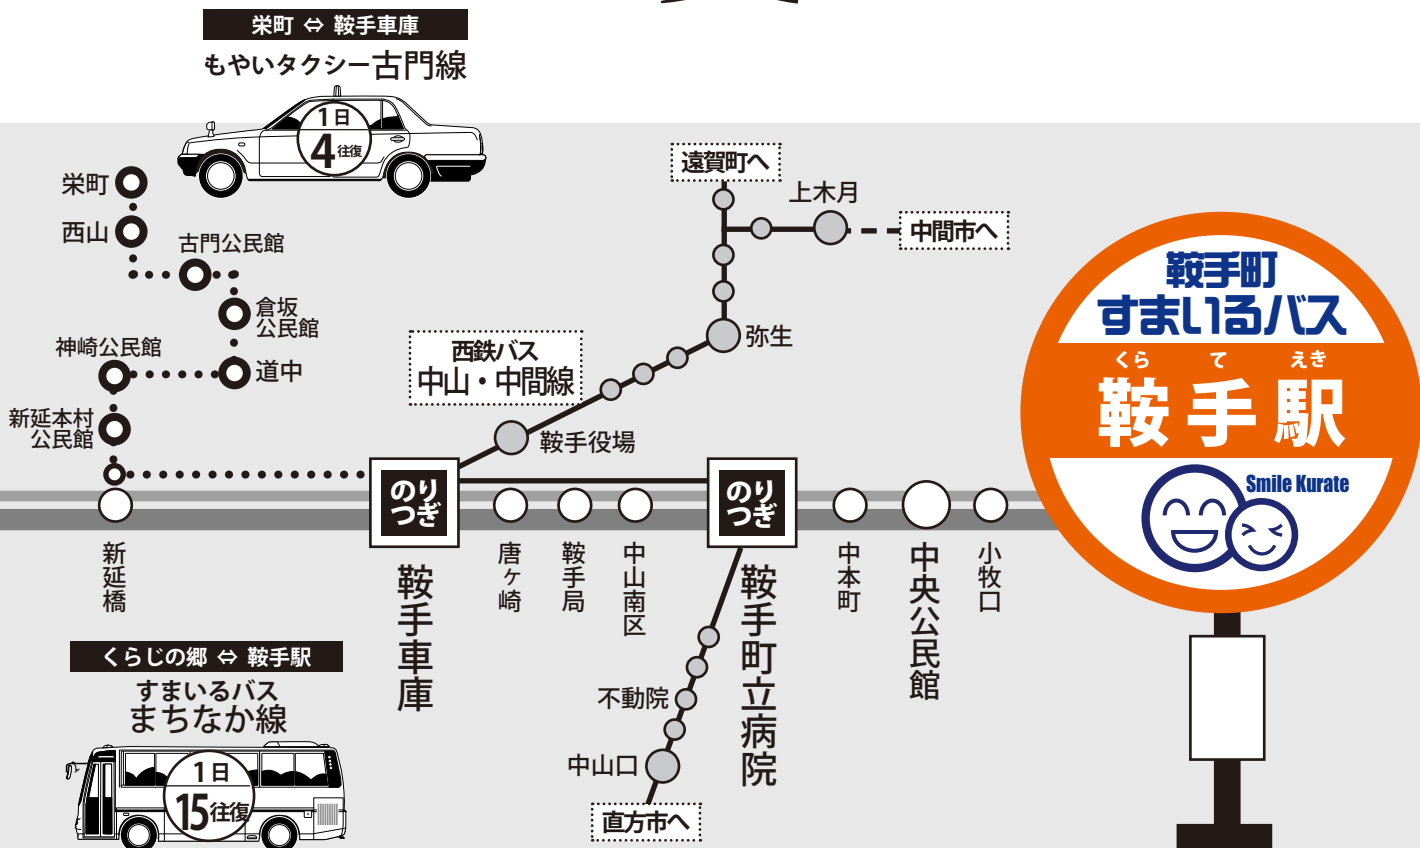 栄町 ⇔ 鞍手車庫
もやいタクシー古門線
1日
4往復
栄町
西山
古門公民館
倉坂
公民館
道中
神崎公民館
新延本村
公民館
遠賀町へ
上木月
中間市へ
弥生
西鉄バス
中山・中間線
鞍手役場
のり
つぎ
のり
つぎ
新延橋
鞍手車庫
唐ヶ崎
鞍手局
中山南区
鞍手町立病院
中本町
中央公民館
小牧口
不動院
中山口
直方市へ
くらじの郷 ⇔ 鞍手駅
すまいるバス
まちなか線
1日
15往復
鞍手町
すまいるバス
くら て えき
鞍手駅
Smile Kurate